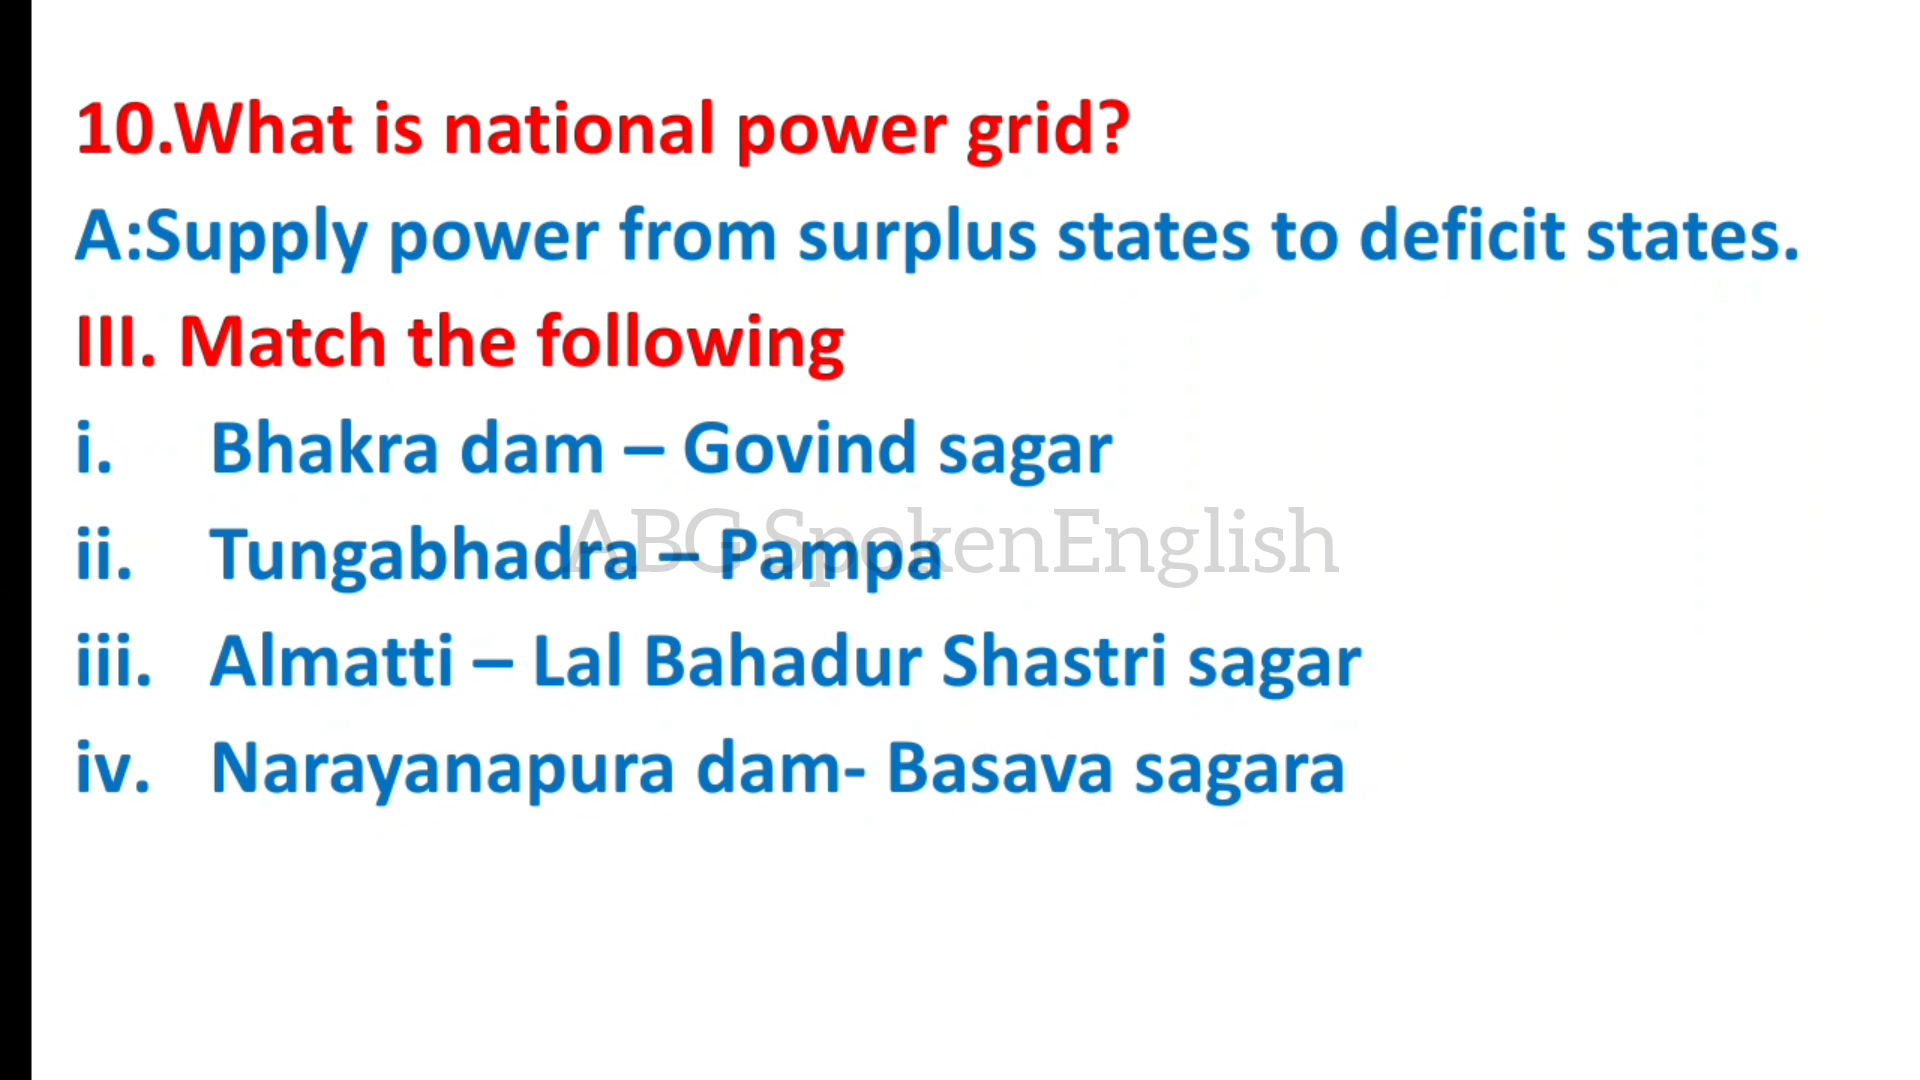 10.What is national power grid?
A:Supply power from surplus states to deficit states.
III. Match the following
i. Bhakra dam – Govind sagar
ii. Tungabhadra – Pampa
ABG SpokenEnglish
iii. Almatti – Lal Bahadur Shastri sagar
iv. Narayanapura dam- Basava sagara